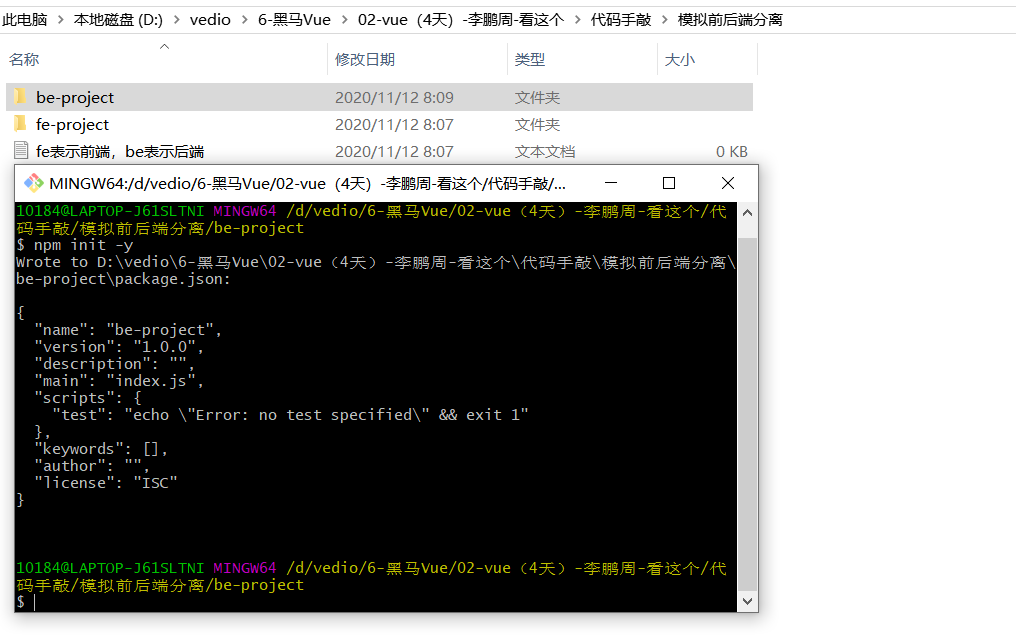 此电脑 > 本地磁盘 (D:) > vedio > 6-黑马Vue > 02-vue（4天）-李鹏周-看这个 > 代码手敲 > 模拟前后端分离
名称 修改日期 类型 大小
be-project 2020/11/12 8:09 文件夹
fe-project 2020/11/12 8:07 文件夹
fe表示前端，be表示后端 2020/11/12 8:07 文本文档 0 KB
MINGW64:/d/vedio/6-黑马Vue/02-vue（4天）-李鹏周-看这个/代码手敲/...
10184@LAPTOP-J61SLTNI MINGW64 /d/vedio/6-黑马Vue/02-vue（4天）-李鹏周-看这个/代
码手敲/模拟前后端分离/be-project
$ npm init -y
Wrote to D:\vedio\6-黑马Vue\02-vue（4天）-李鹏周-看这个\代码手敲\模拟前后端分离\
be-project\package.json:
{
"name": "be-project",
"version": "1.0.0",
"description": "",
"main": "index.js",
"scripts": {
"test": "echo \"Error: no test specified\" && exit 1"
},
"keywords": [],
"author": "",
"license": "ISC"
}
10184@LAPTOP-J61SLTNI MINGW64 /d/vedio/6-黑马Vue/02-vue（4天）-李鹏周-看这个/代
码手敲/模拟前后端分离/be-project
$